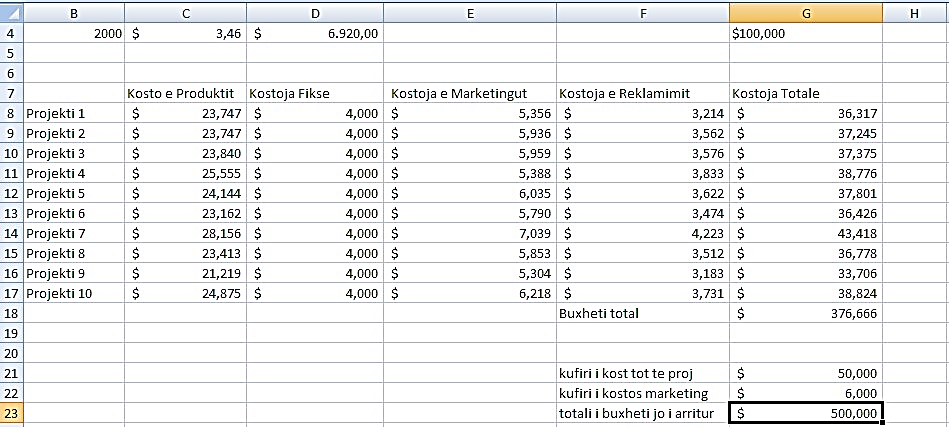 B C D E F G H
4 2000 $ 3,46 $ 6.920,00 $100,000
5
6
7 Kosto e Produktit Kostoja Fikse Kostoja e Marketingut Kostoja e Reklamimit Kostoja Totale
8 Projekti 1 $ 23,747 $ 4,000 $ 5,356 $ 3,214 $ 36,317
9 Projekti 2 $ 23,747 $ 4,000 $ 5,936 $ 3,562 $ 37,245
10 Projekti 3 $ 23,840 $ 4,000 $ 5,959 $ 3,576 $ 37,375
11 Projekti 4 $ 25,555 $ 4,000 $ 5,388 $ 3,833 $ 38,776
12 Projekti 5 $ 24,144 $ 4,000 $ 6,035 $ 3,622 $ 37,801
13 Projekti 6 $ 23,162 $ 4,000 $ 5,790 $ 3,474 $ 36,426
14 Projekti 7 $ 28,156 $ 4,000 $ 7,039 $ 4,223 $ 43,418
15 Projekti 8 $ 23,413 $ 4,000 $ 5,853 $ 3,512 $ 36,778
16 Projekti 9 $ 21,219 $ 4,000 $ 5,304 $ 3,183 $ 33,706
17 Projekti 10 $ 24,875 $ 4,000 $ 6,218 $ 3,731 $ 38,824
18 Buxheti total $ 376,666
19
20
21 kufiri i kost tot te proj $ 50,000
22 kufiri i kostos marketing $ 6,000
23 totali i buxheti jo i arritur $ 500,000